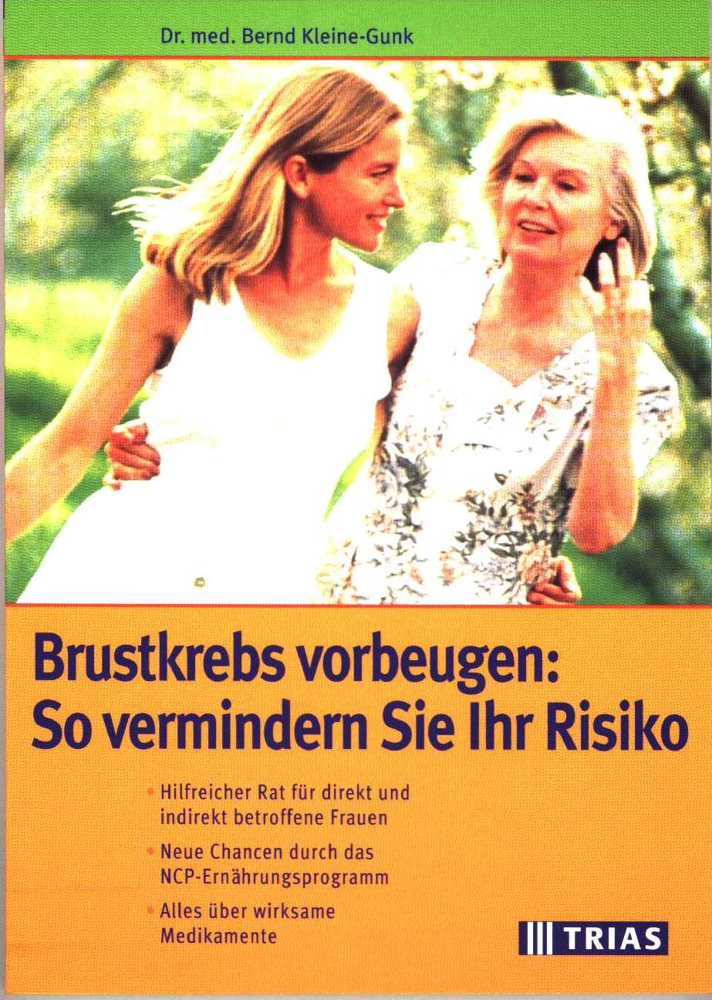 Dr. med. Bernd Kleine-Gunk
Brustkrebs vorbeugen:
So vermindern Sie Ihr Risiko
• Hilfreicher Rat für direkt und
indirekt betroffene Frauen
• Neue Chancen durch das
NCP-Ernährungsprogramm
• Alles über wirksame
Medikamente
TRIAS